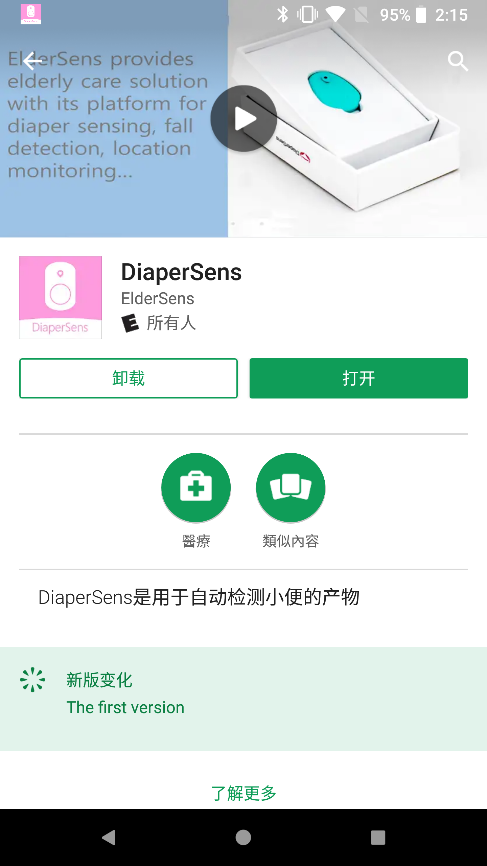 95% 2:15
ElderSens provides
elderly care solution
with its platform for
diaper sensing, fall
detection, location
monitoring...
DiaperSens
DiaperSens
ElderSens
E 所有人
卸载
打开
醫療
類似內容
DiaperSens是用于自动检测小便的产物
新版变化
The first version
了解更多